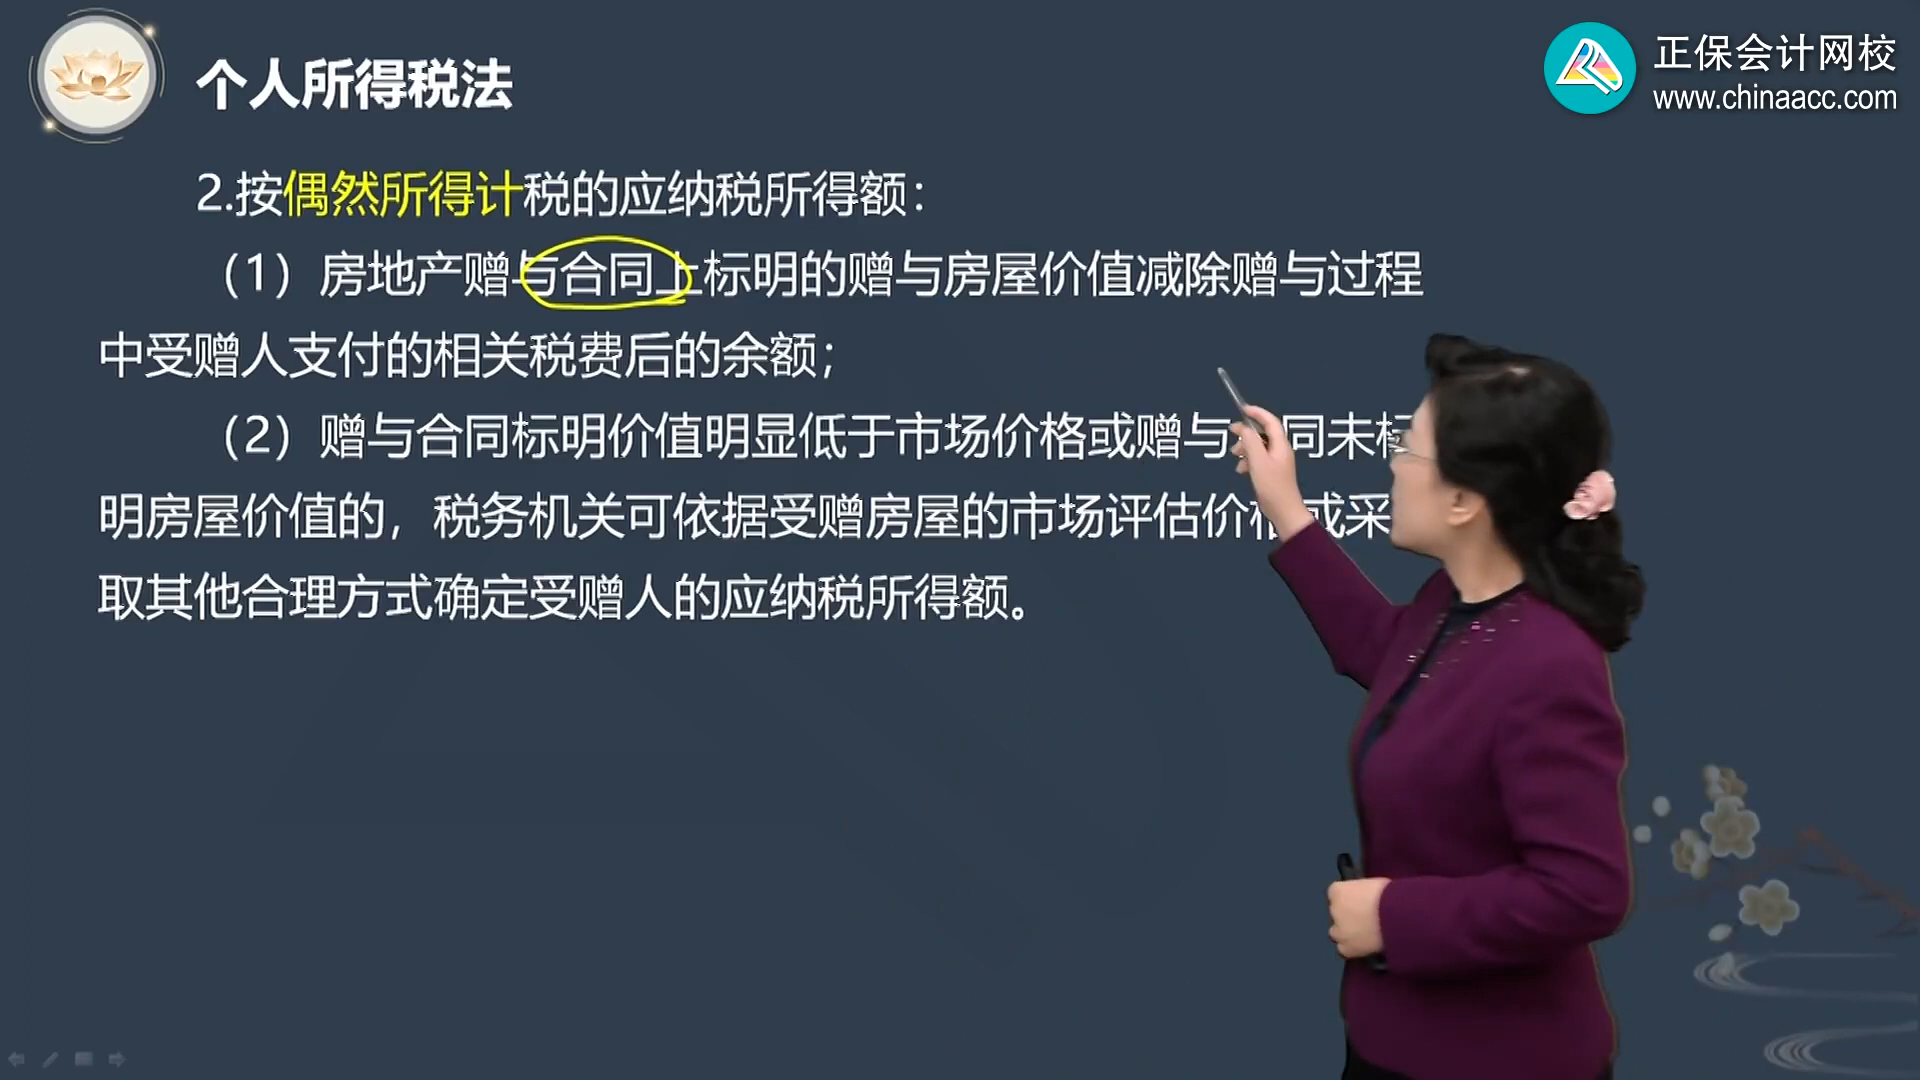 个人所得税法
正保会计网校
www.chinaacc.com
2.按偶然所得计税的应纳税所得额：
（1）房地产赠与合同上标明的赠与房屋价值减除赠与过程
中受赠人支付的相关税费后的余额；
（2）赠与合同标明价值明显低于市场价格或赠与 同未标
明房屋价值的，税务机关可依据受赠房屋的市场评估价格或采
取其他合理方式确定受赠人的应纳税所得额。